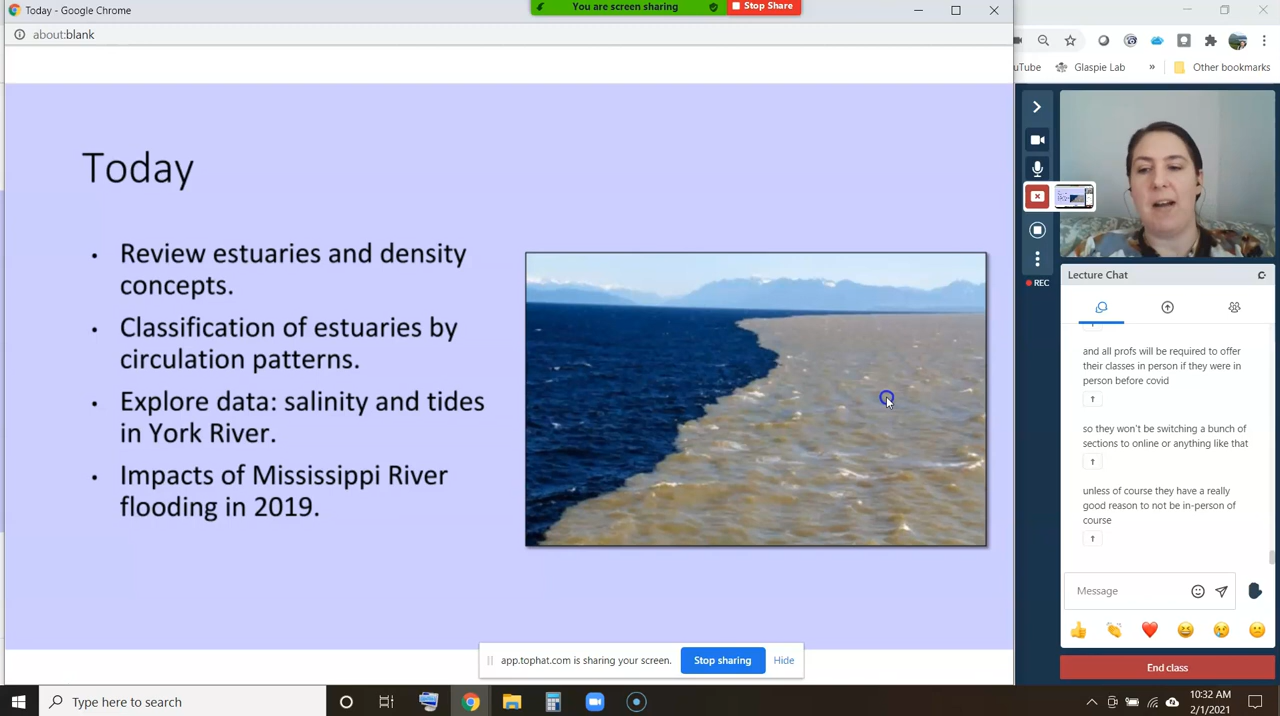 Today - Google Chrome
You are screen sharing
Stop Share
about:blank
uTube
Glaspie Lab
»
Other bookmarks
Today
• Review estuaries and density
concepts.
• Classification of estuaries by
circulation patterns.
• Explore data: salinity and tides
in York River.
• Impacts of Mississippi River
flooding in 2019.
REC
Lecture Chat
and all profs will be required to offer
their classes in person if they were in
person before covid
so they won't be switching a bunch of
sections to online or anything like that
unless of course they have a really
good reason to not be in-person of
course
Message
End class
app.tophat.com is sharing your screen.
Stop sharing
Hide
Type here to search
10:32 AM
2/1/2021